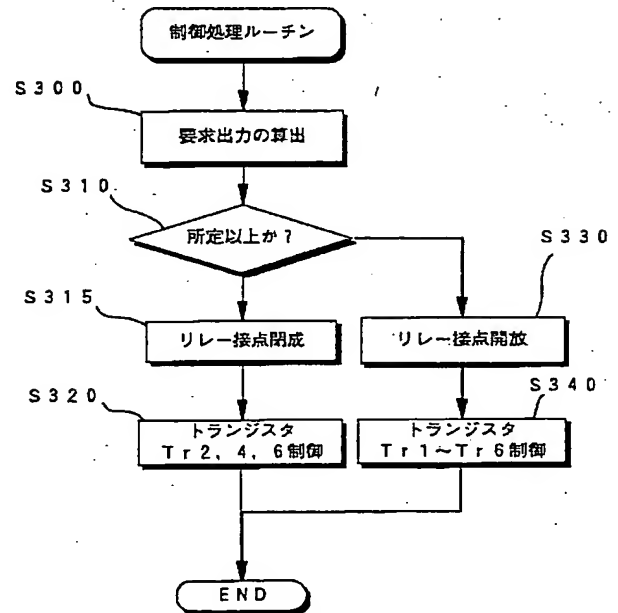 制御処理ルーチン
S300
要求出力の算出
S310
所定以上か?
S330
S315
リレー接点閉成
リレー接点開放
S320
S340
トランジスタ
Tr2, 4, 6制御
トランジスタ
Tr1～Tr6制御
END